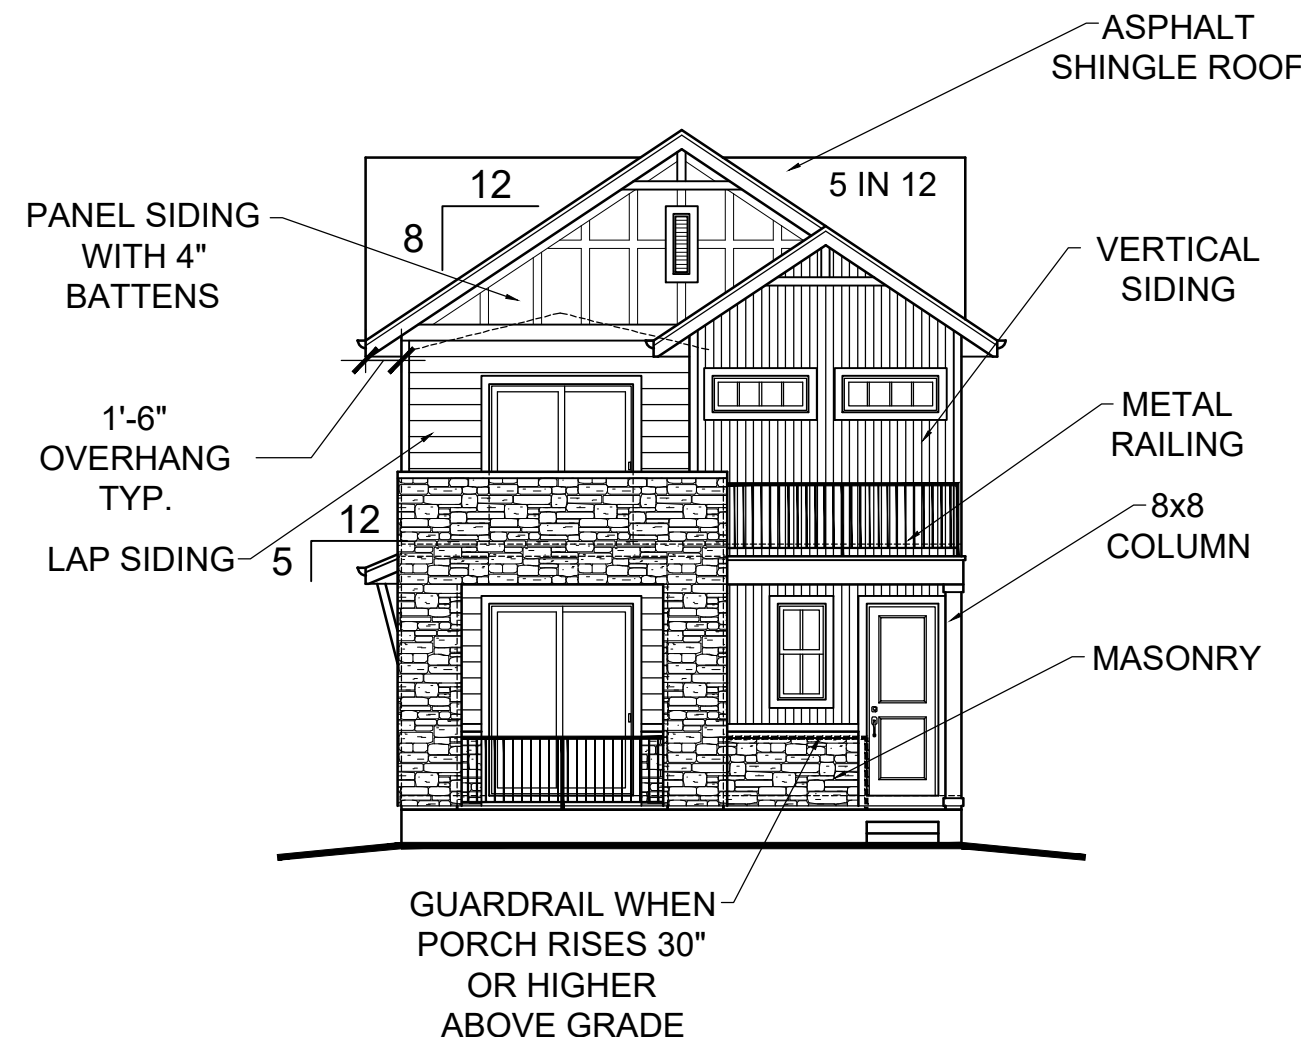 ASPHALT
SHINGLE ROOF
12
8
5 IN 12
PANEL SIDING
WITH 4"
BATTENS
VERTICAL
SIDING
1'-6"
OVERHANG
TYP.
METAL
RAILING
12
5
LAP SIDING
8x8
COLUMN
MASONRY
GUARDRAIL WHEN
PORCH RISES 30"
OR HIGHER
ABOVE GRADE